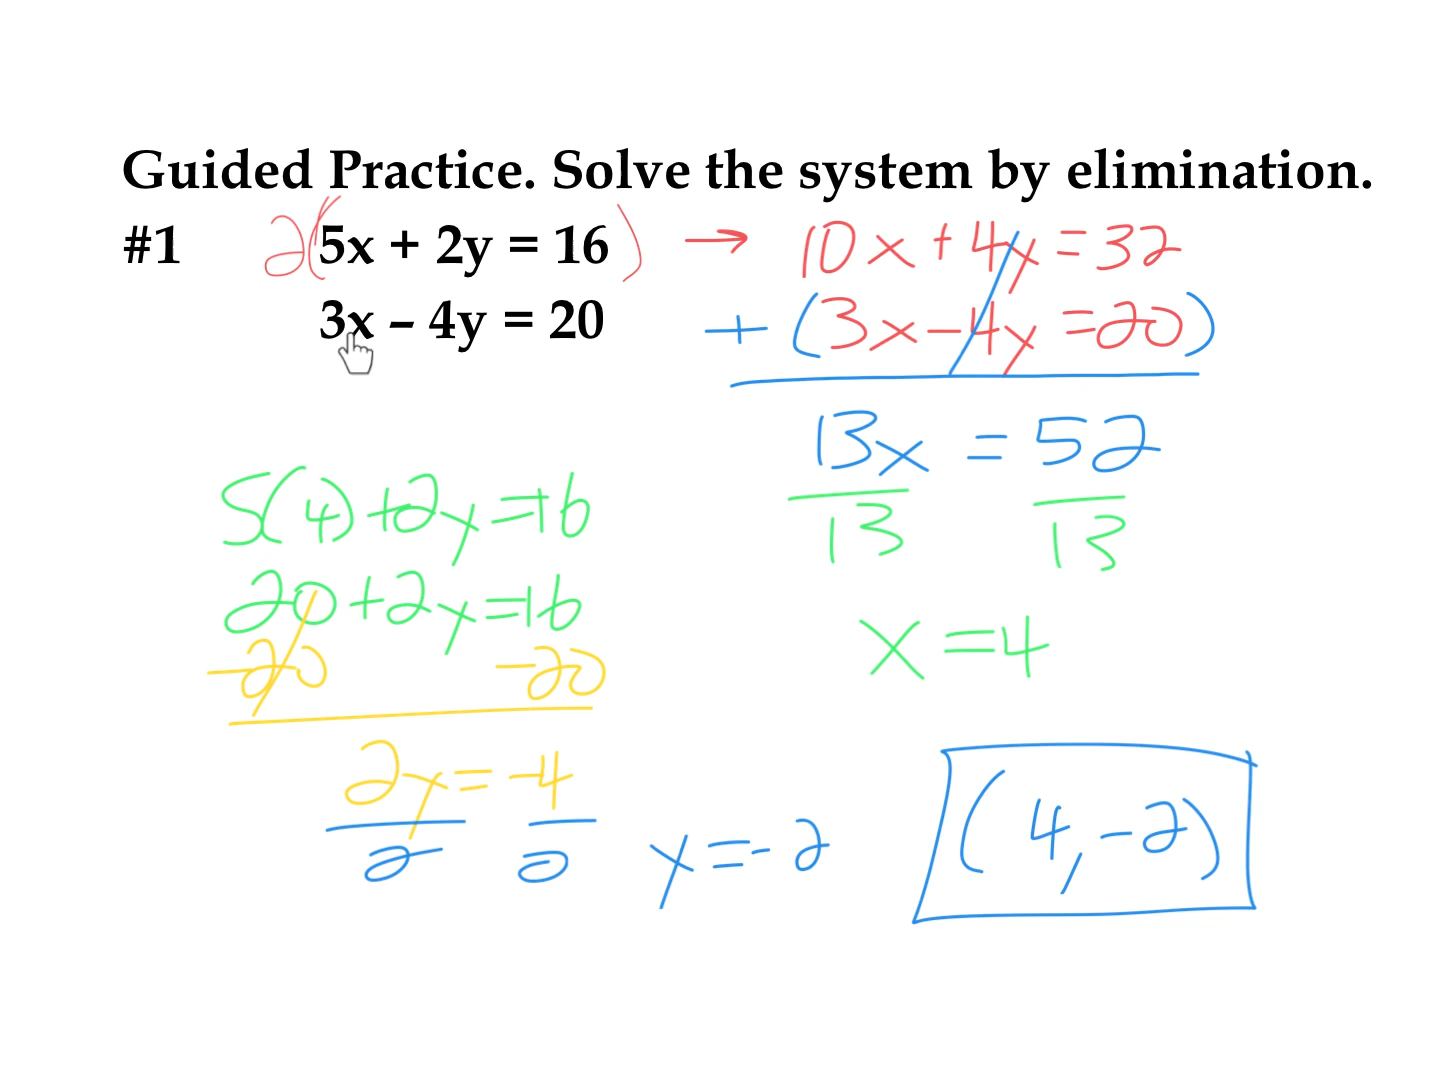 Guided Practice. Solve the system by elimination.
#1 2(5x + 2y = 16) → 10x + 4y = 32
3x – 4y = 20 + (3x - 4y = 20)
13x = 52
13 13
x = 4
5(4) + 2y = 16
20 + 2y = 16
-20 -20
2y = -4
2 2
y = -2
(4, -2)